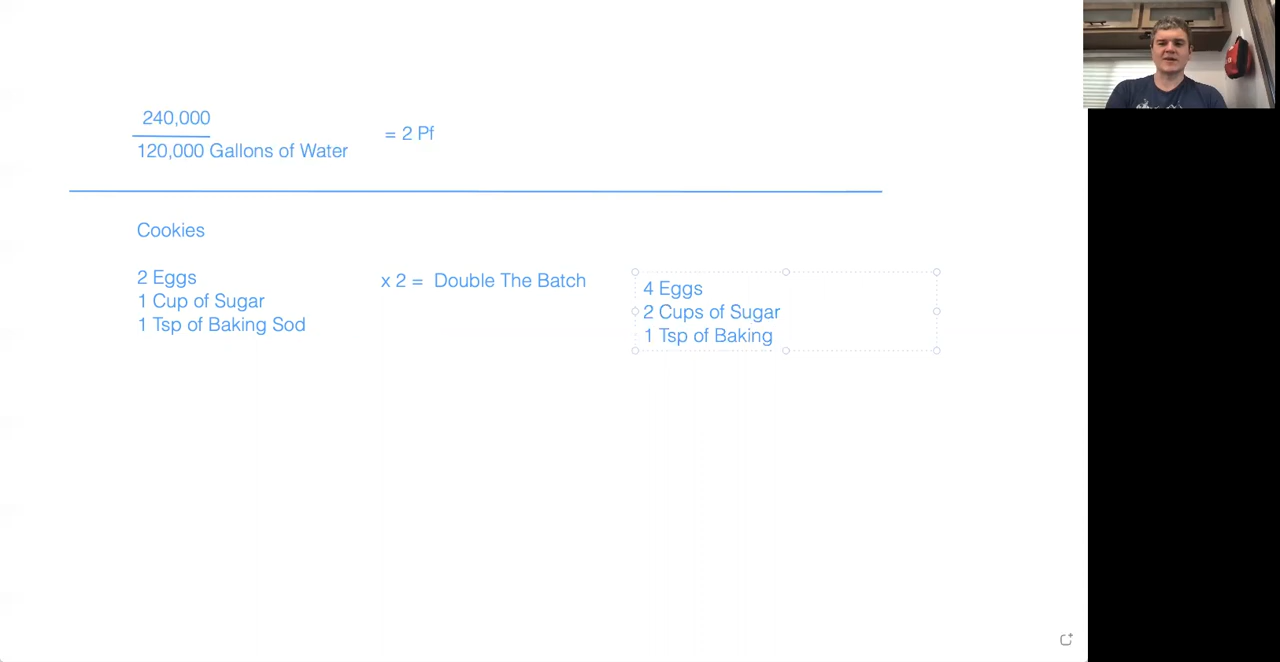 240,000
120,000 Gallons of Water
= 2 Pf
Cookies
2 Eggs
1 Cup of Sugar
1 Tsp of Baking Sod
x 2 = Double The Batch
4 Eggs
2 Cups of Sugar
1 Tsp of Baking